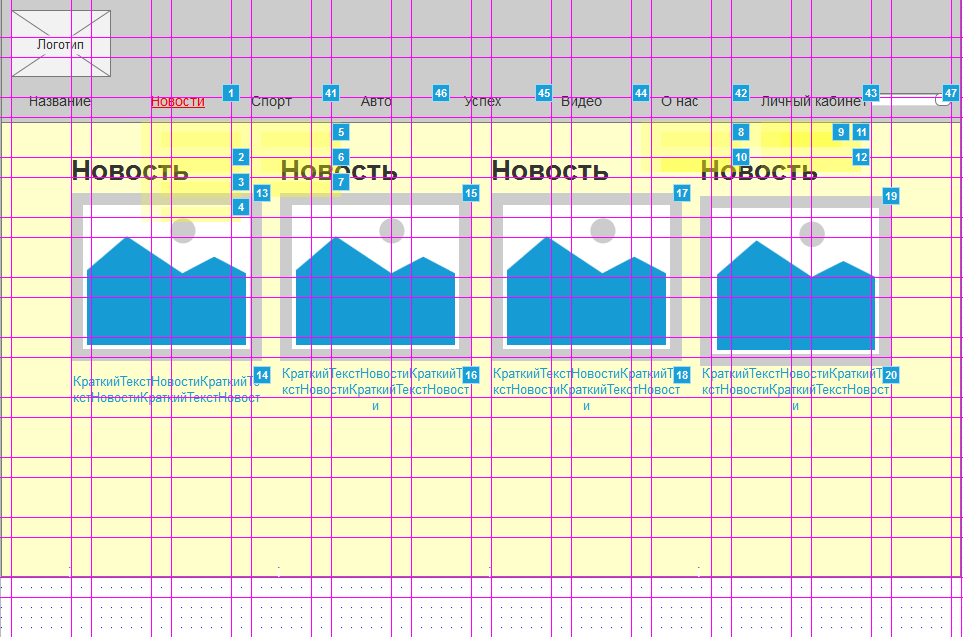 Логотип
1 41 46 45 44 42 43 47
Название Новости Спорт Авто Успех Видео О нас Личный кабинет
5 8 9 11
2 6 10 12
Новость Новость Новость Новость
3 7
4 13 15 17 19
14 16 18 20
КраткийТекстНовостиКраткийТе
кстНовостиКраткийТекстНовост
КраткийТекстНовостиКраткийТ
кстНовостиКраткийТекстНовост
и
КраткийТекстНовостиКраткийТ
кстНовостиКраткийТекстНовост
и
КраткийТекстНовостиКраткийТ
кстНовостиКраткийТекстНовост
и